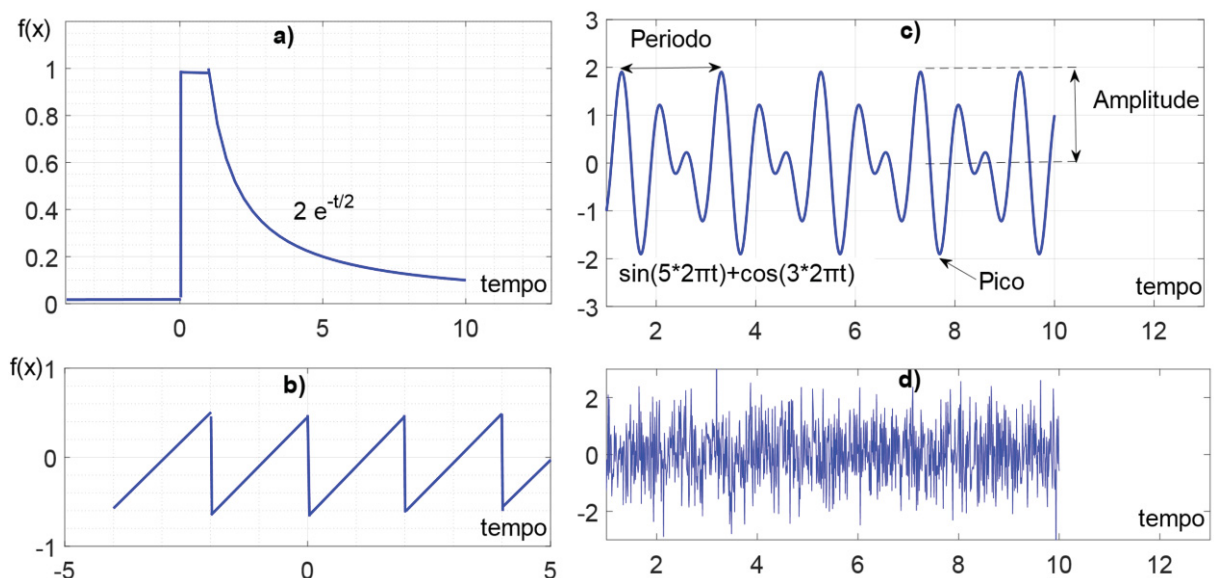 f(x)
a)
1
0.8
0.6
0.4
0.2
0
2 e^-t/2
tempo
0 5 10
c)
3
2
1
0
-1
-2
-3
Periodo
Amplitude
sin(5*2πt)+cos(3*2πt)
Pico
tempo
2 4 6 8 10 12
f(x)
b)
1
0
-1
tempo
-5 0 5
d)
2
0
-2
tempo
2 4 6 8 10 12